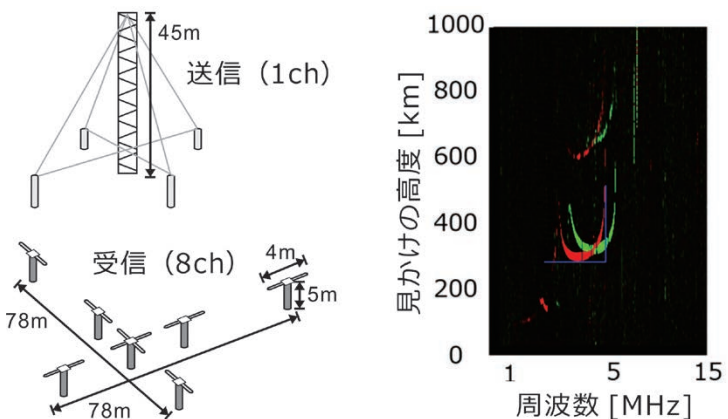 45m
送信（1ch）
受信（8ch）
4m
5m
78m
78m
見かけの高度 [km]
1000
800
600
400
200
0
1
5
15
周波数 [MHz]